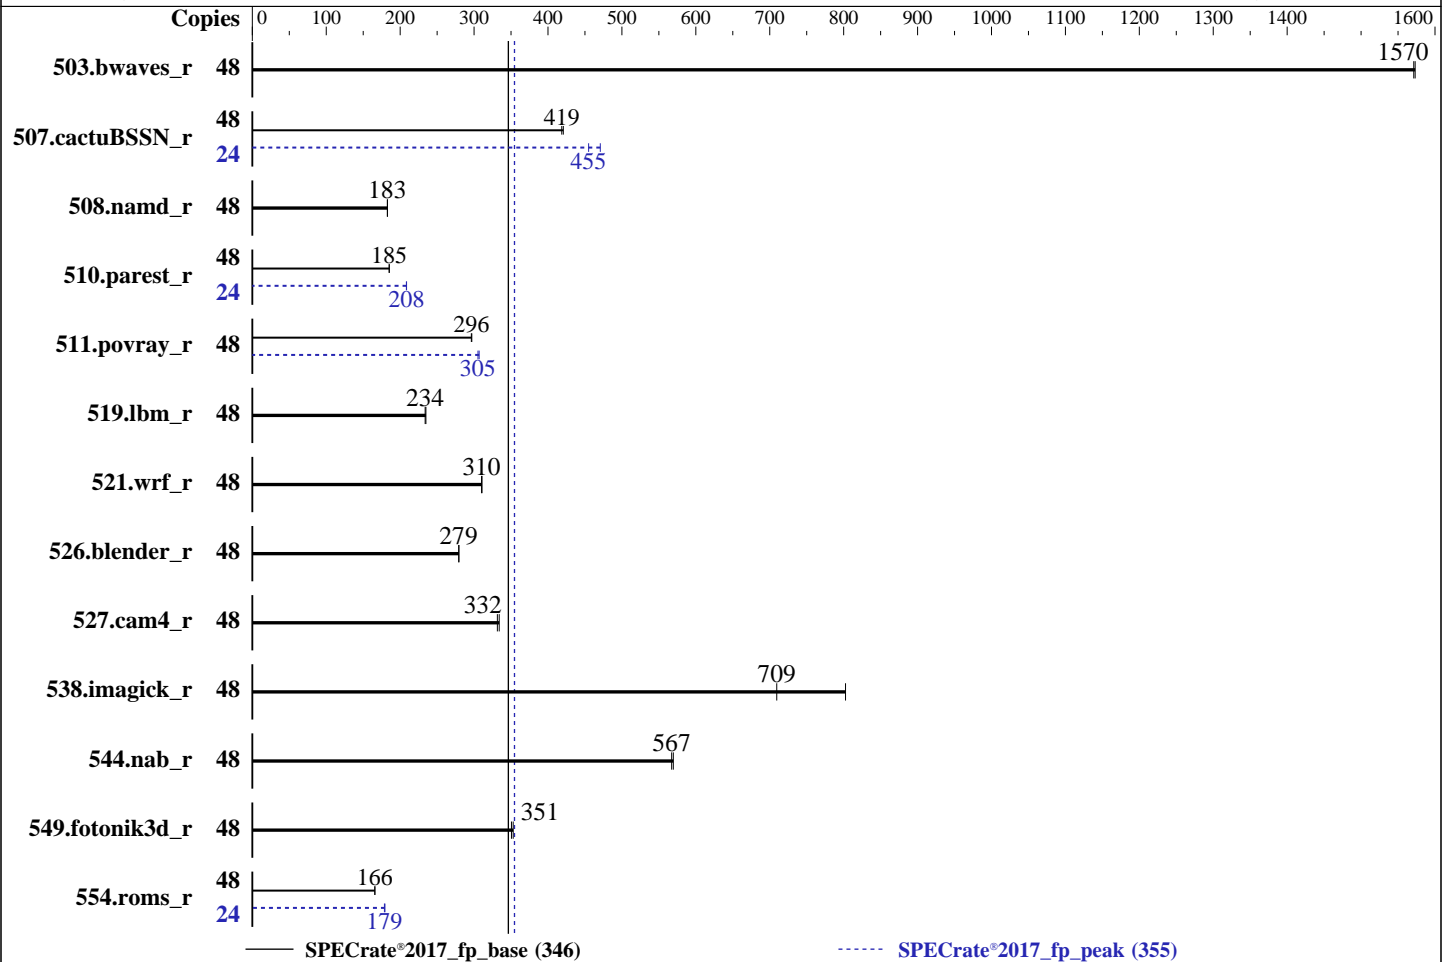 Copies 0 100 200 300 400 500 600 700 800 900 1000 1100 1200 1300 1400 1600
503.bwaves_r 48 1570
507.cactuBSSN_r 48 419
24 455
508.namd_r 48 183
510.parest_r 48 185
24 208
511.povray_r 48 296
305
519.lbm_r 48 234
521.wrf_r 48 310
526.blender_r 48 279
527.cam4_r 48 332
538.imagick_r 48 709
544.nab_r 48 567
549.fotonik3d_r 48 351
554.roms_r 48 166
24 179
SPECrate®2017_fp_base (346) SPECrate®2017_fp_peak (355)